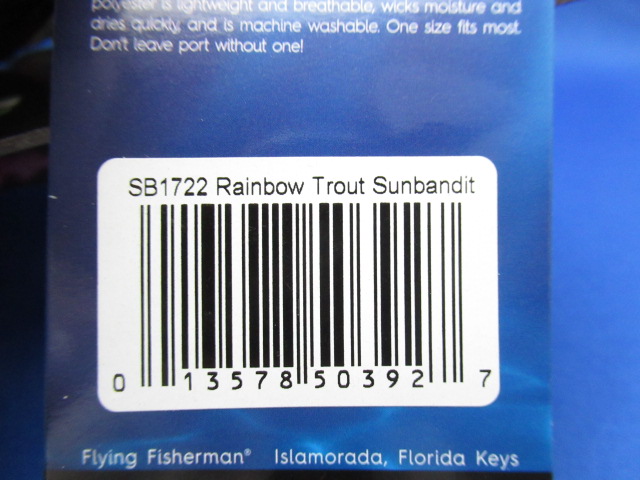 polyester is lightweight and breathable, wicks moisture and
dries quickly, and is machine washable. One size fits most.
Don't leave port without one!
SB1722 Rainbow Trout Sunbandit
0 13578 50392 7
Flying Fisherman® Islamorada, Florida Keys